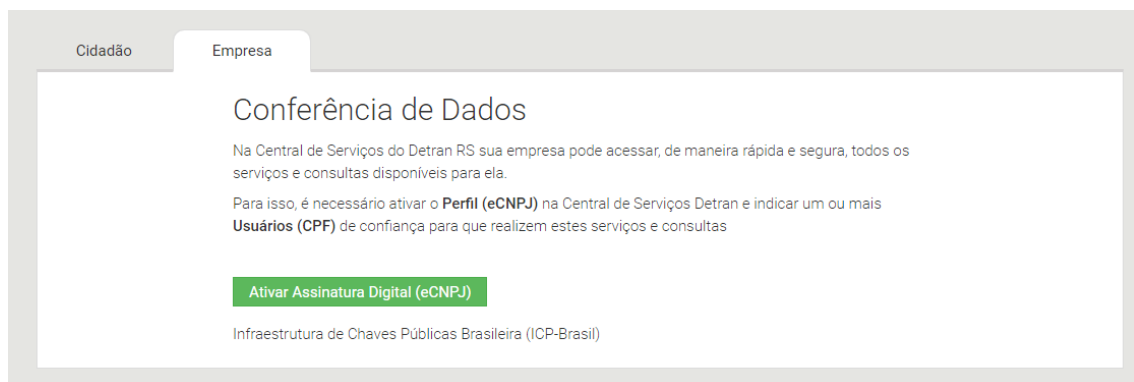 Cidadão
Empresa
Conferência de Dados
Na Central de Serviços do Detran RS sua empresa pode acessar, de maneira rápida e segura, todos os
serviços e consultas disponíveis para ela.
Para isso, é necessário ativar o Perfil (eCNPJ) na Central de Serviços Detran e indicar um ou mais
Usuários (CPF) de confiança para que realizem estes serviços e consultas
Ativar Assinatura Digital (eCNPJ)
Infraestrutura de Chaves Públicas Brasileira (ICP-Brasil)